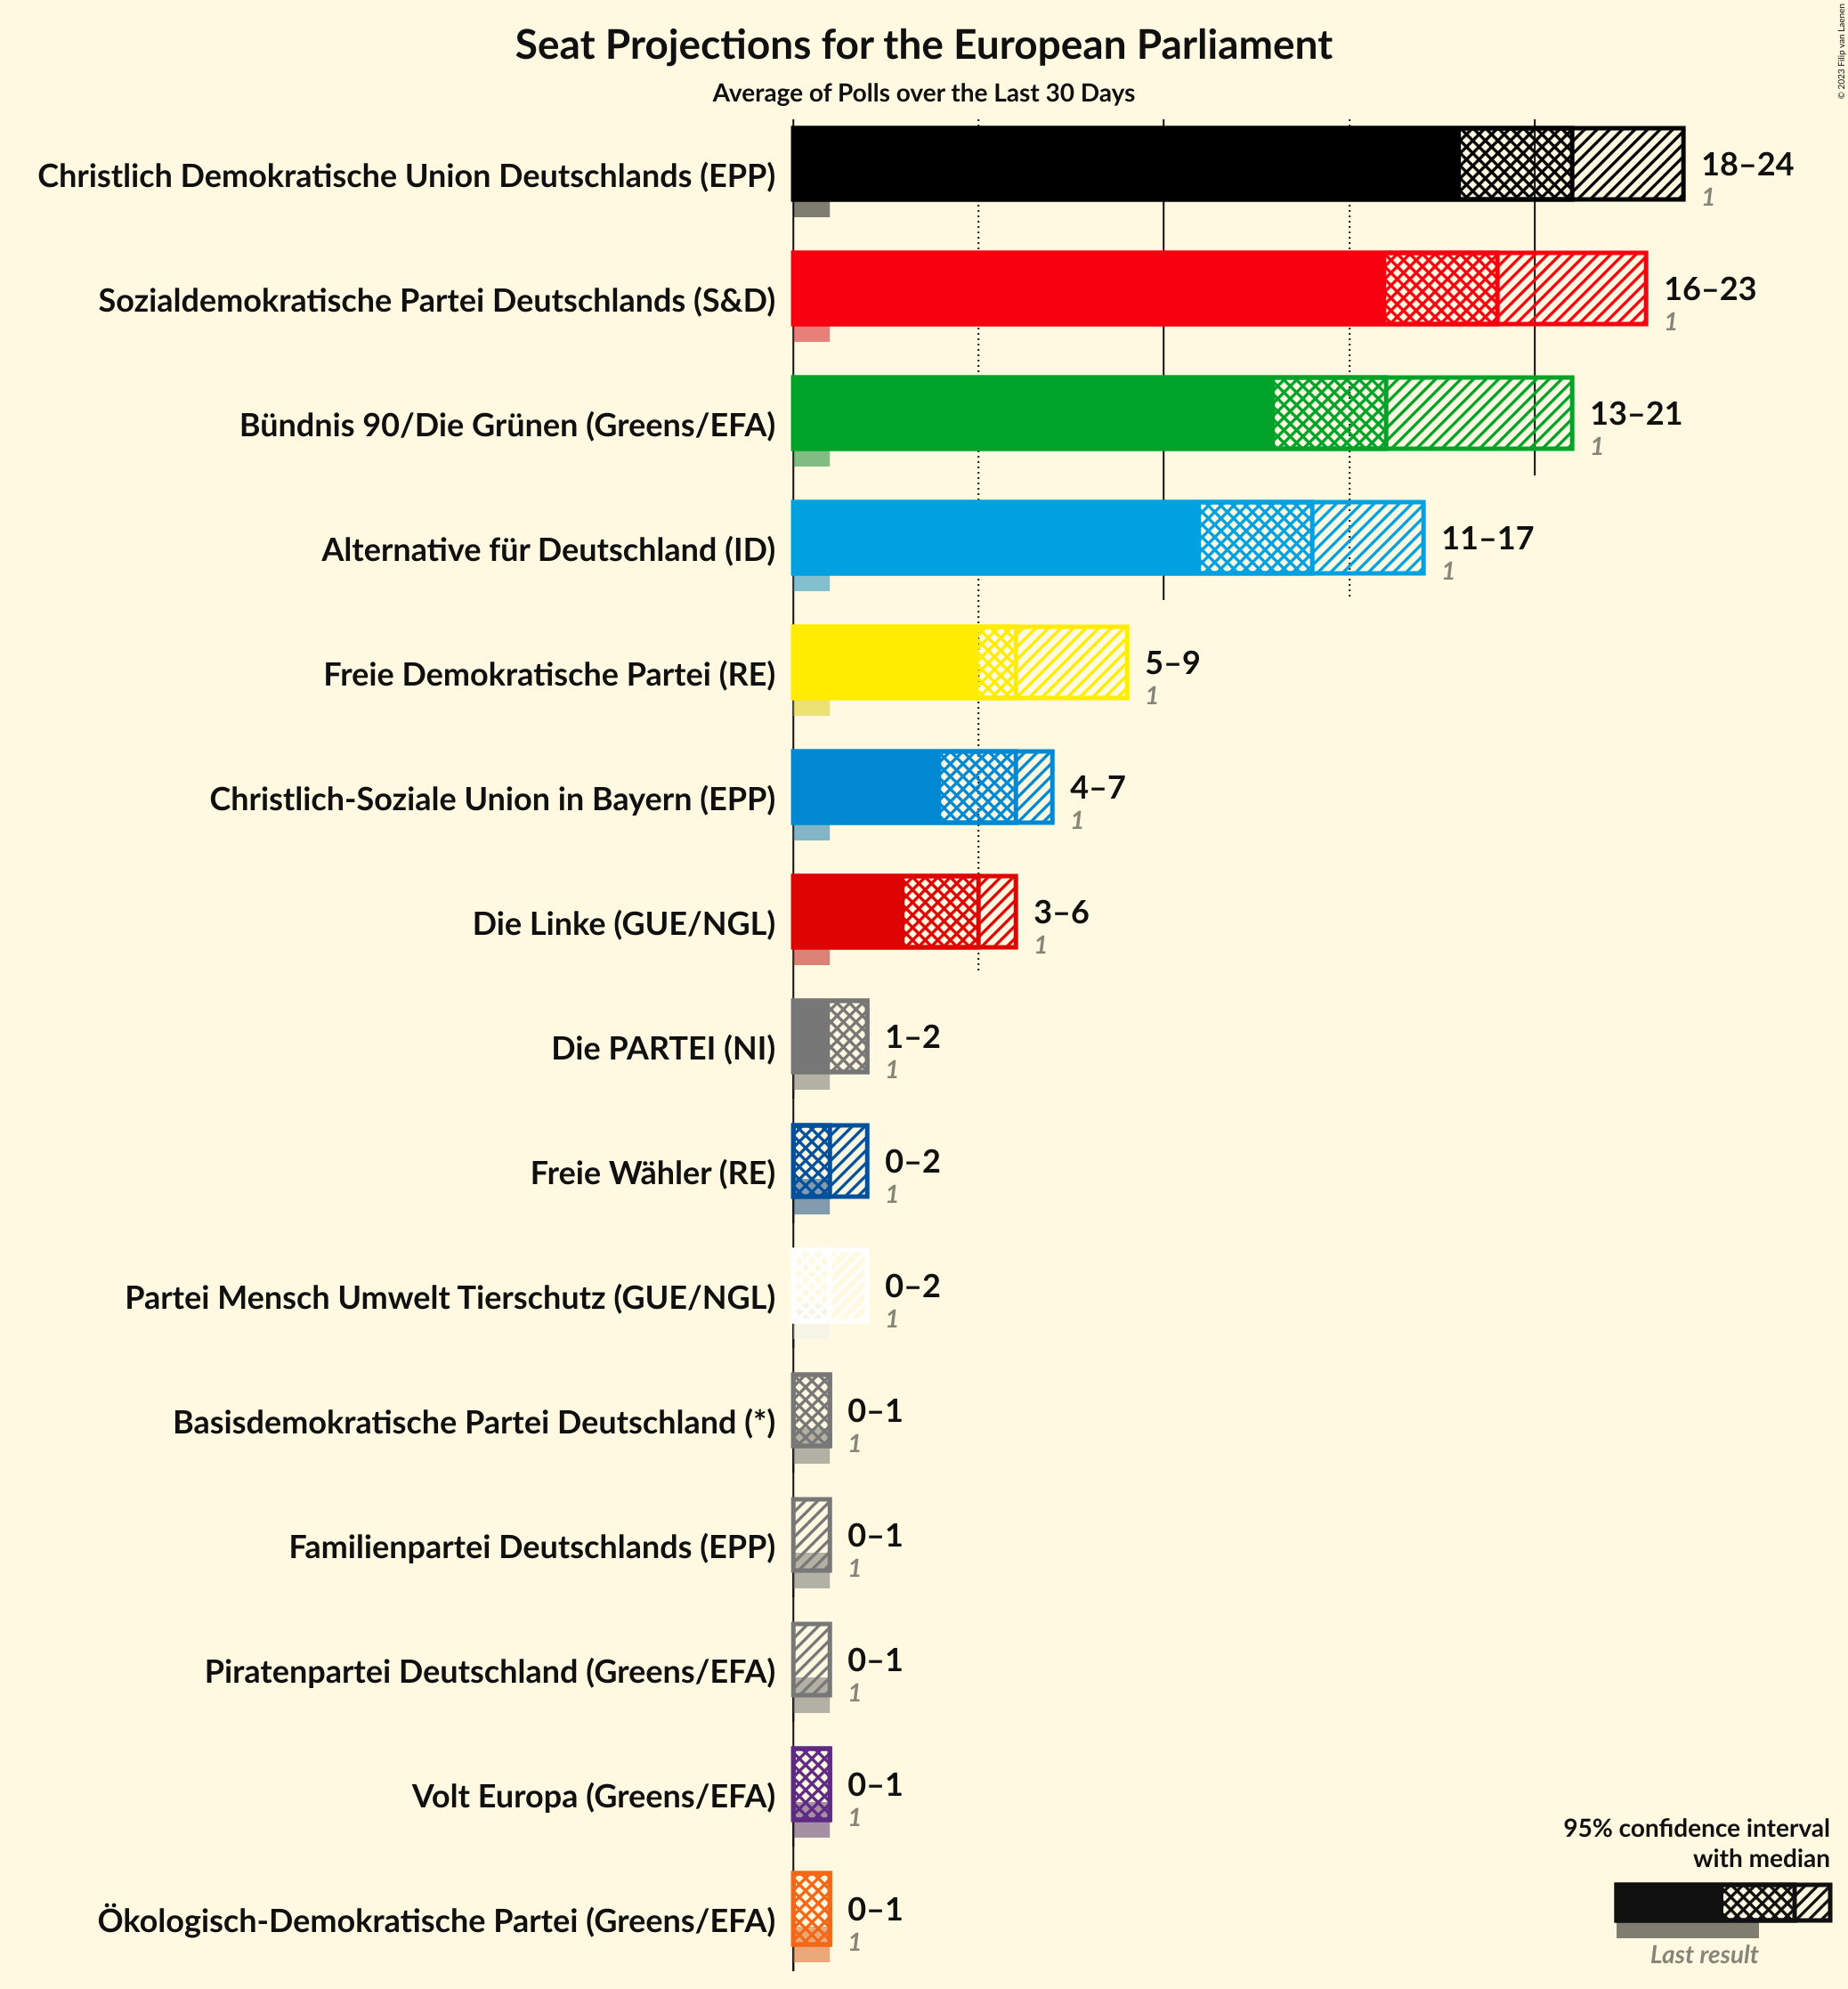 Seat Projections for the European Parliament
Average of Polls over the Last 30 Days
© 2023 Filip van Laenen
Christlich Demokratische Union Deutschlands (EPP)
18–24
1
Sozialdemokratische Partei Deutschlands (S&D)
16–23
1
Bündnis 90/Die Grünen (Greens/EFA)
13–21
1
Alternative für Deutschland (ID)
11–17
1
Freie Demokratische Partei (RE)
5–9
1
Christlich-Soziale Union in Bayern (EPP)
4–7
1
Die Linke (GUE/NGL)
3–6
1
Die PARTEI (NI)
1–2
1
Freie Wähler (RE)
0–2
1
Partei Mensch Umwelt Tierschutz (GUE/NGL)
0–2
1
Basisdemokratische Partei Deutschland (*)
0–1
1
Familienpartei Deutschlands (EPP)
0–1
1
Piratenpartei Deutschland (Greens/EFA)
0–1
1
Volt Europa (Greens/EFA)
0–1
1
Ökologisch-Demokratische Partei (Greens/EFA)
0–1
1
95% confidence interval
with median
Last result